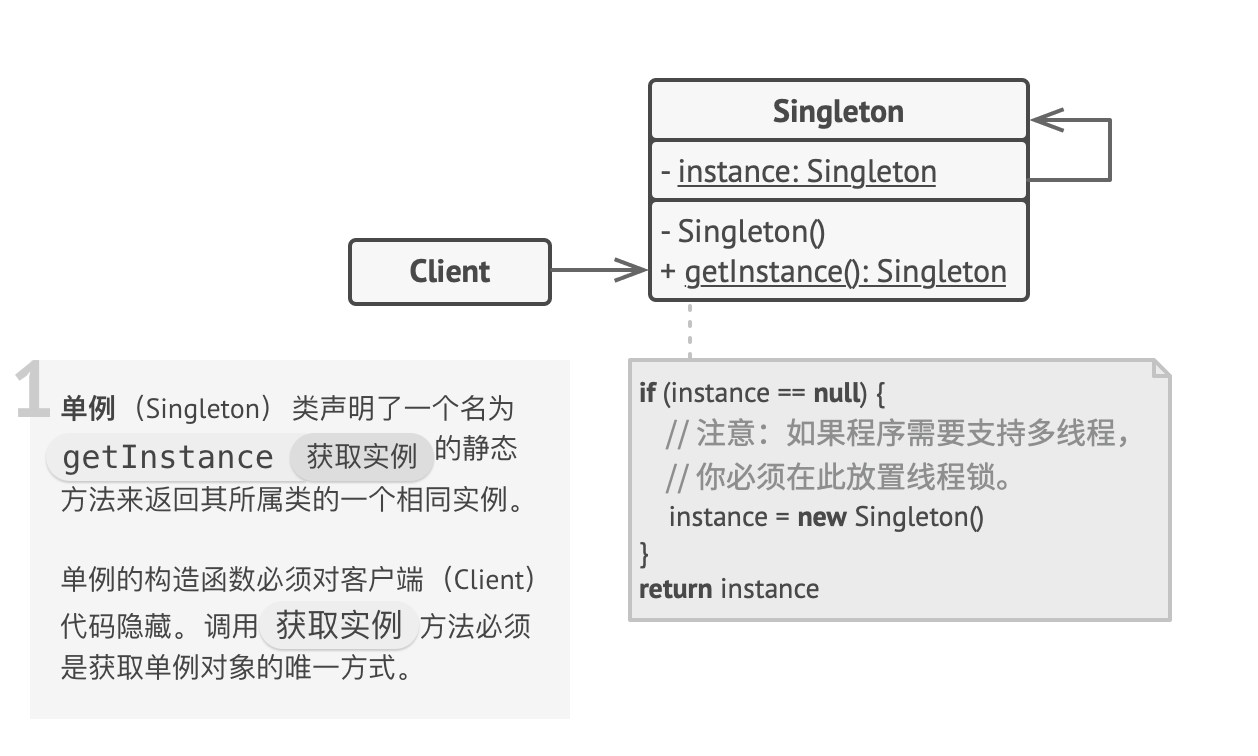 Singleton
- instance: Singleton
- Singleton()
+ getInstance(): Singleton
Client
1
单例（Singleton） 类声明了一个名为
getInstance 获取实例 的静态
方法来返回其所属类的一个相同实例。
单例的构造函数必须对客户端（Client）
代码隐藏。调用 获取实例 方法必须
是获取单例对象的唯一方式。
if (instance == null) {
// 注意：如果程序需要支持多线程，
// 你必须在此放置线程锁。
instance = new Singleton()
}
return instance